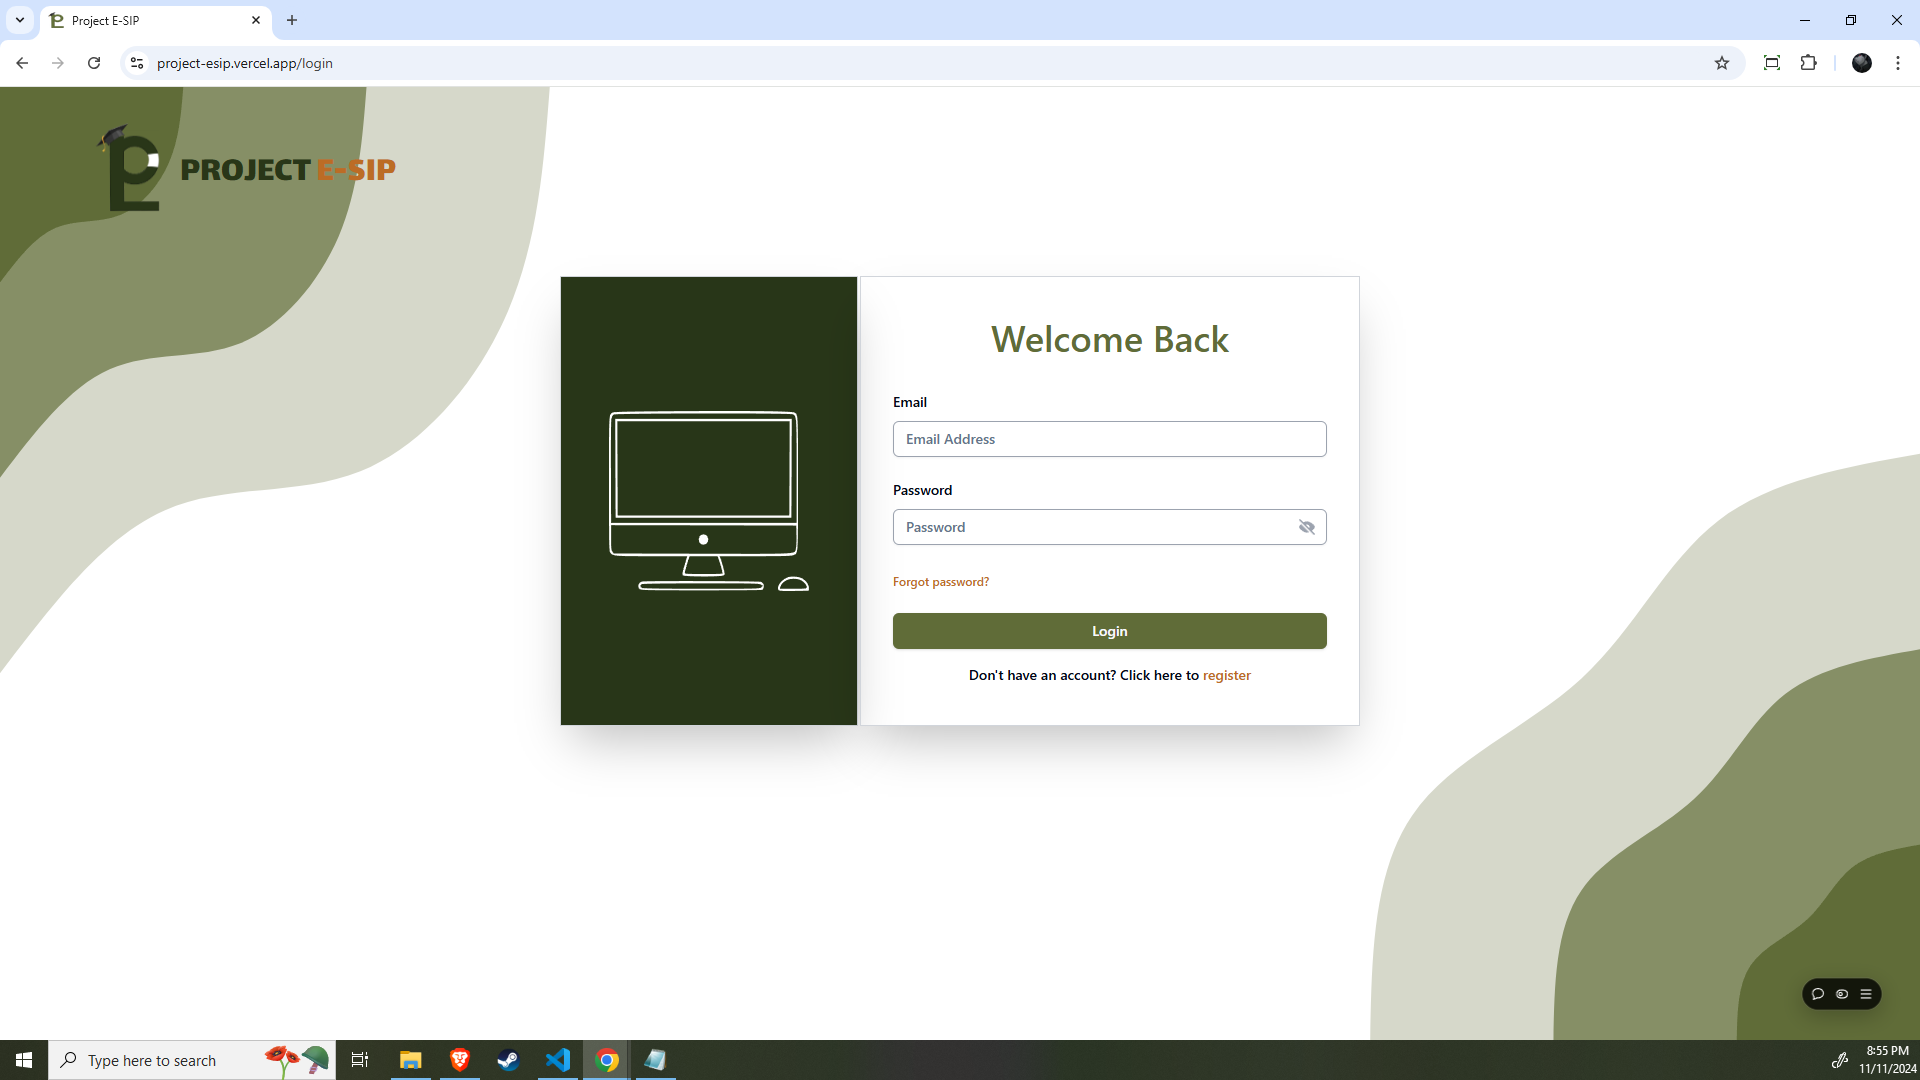 Project E-SIP
project-esip.vercel.app/login
PROJECT E-SIP
Welcome Back
Email
Email Address
Password
Password
Forgot password?
Login
Don't have an account? Click here to register
Type here to search
8:55 PM
11/11/2024